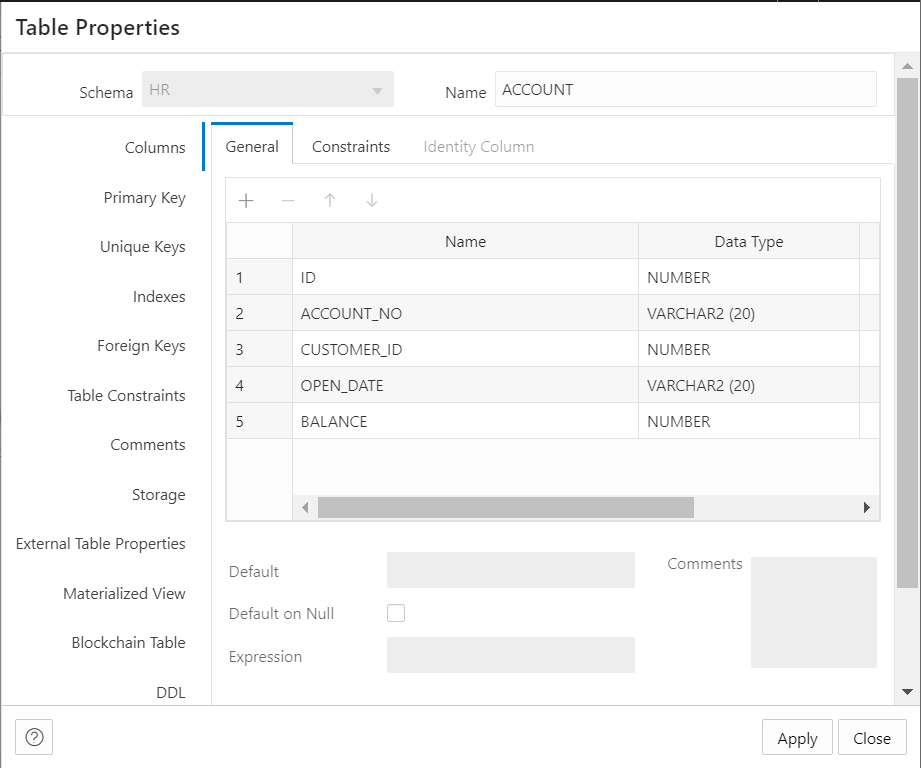 Table Properties
Schema HR Name ACCOUNT
Columns
Primary Key
Unique Keys
Indexes
Foreign Keys
Table Constraints
Comments
Storage
External Table Properties
Materialized View
Blockchain Table
DDL
General Constraints Identity Column
Name Data Type
1 ID NUMBER
2 ACCOUNT_NO VARCHAR2 (20)
3 CUSTOMER_ID NUMBER
4 OPEN_DATE VARCHAR2 (20)
5 BALANCE NUMBER
Default
Default on Null
Expression
Comments
Apply Close